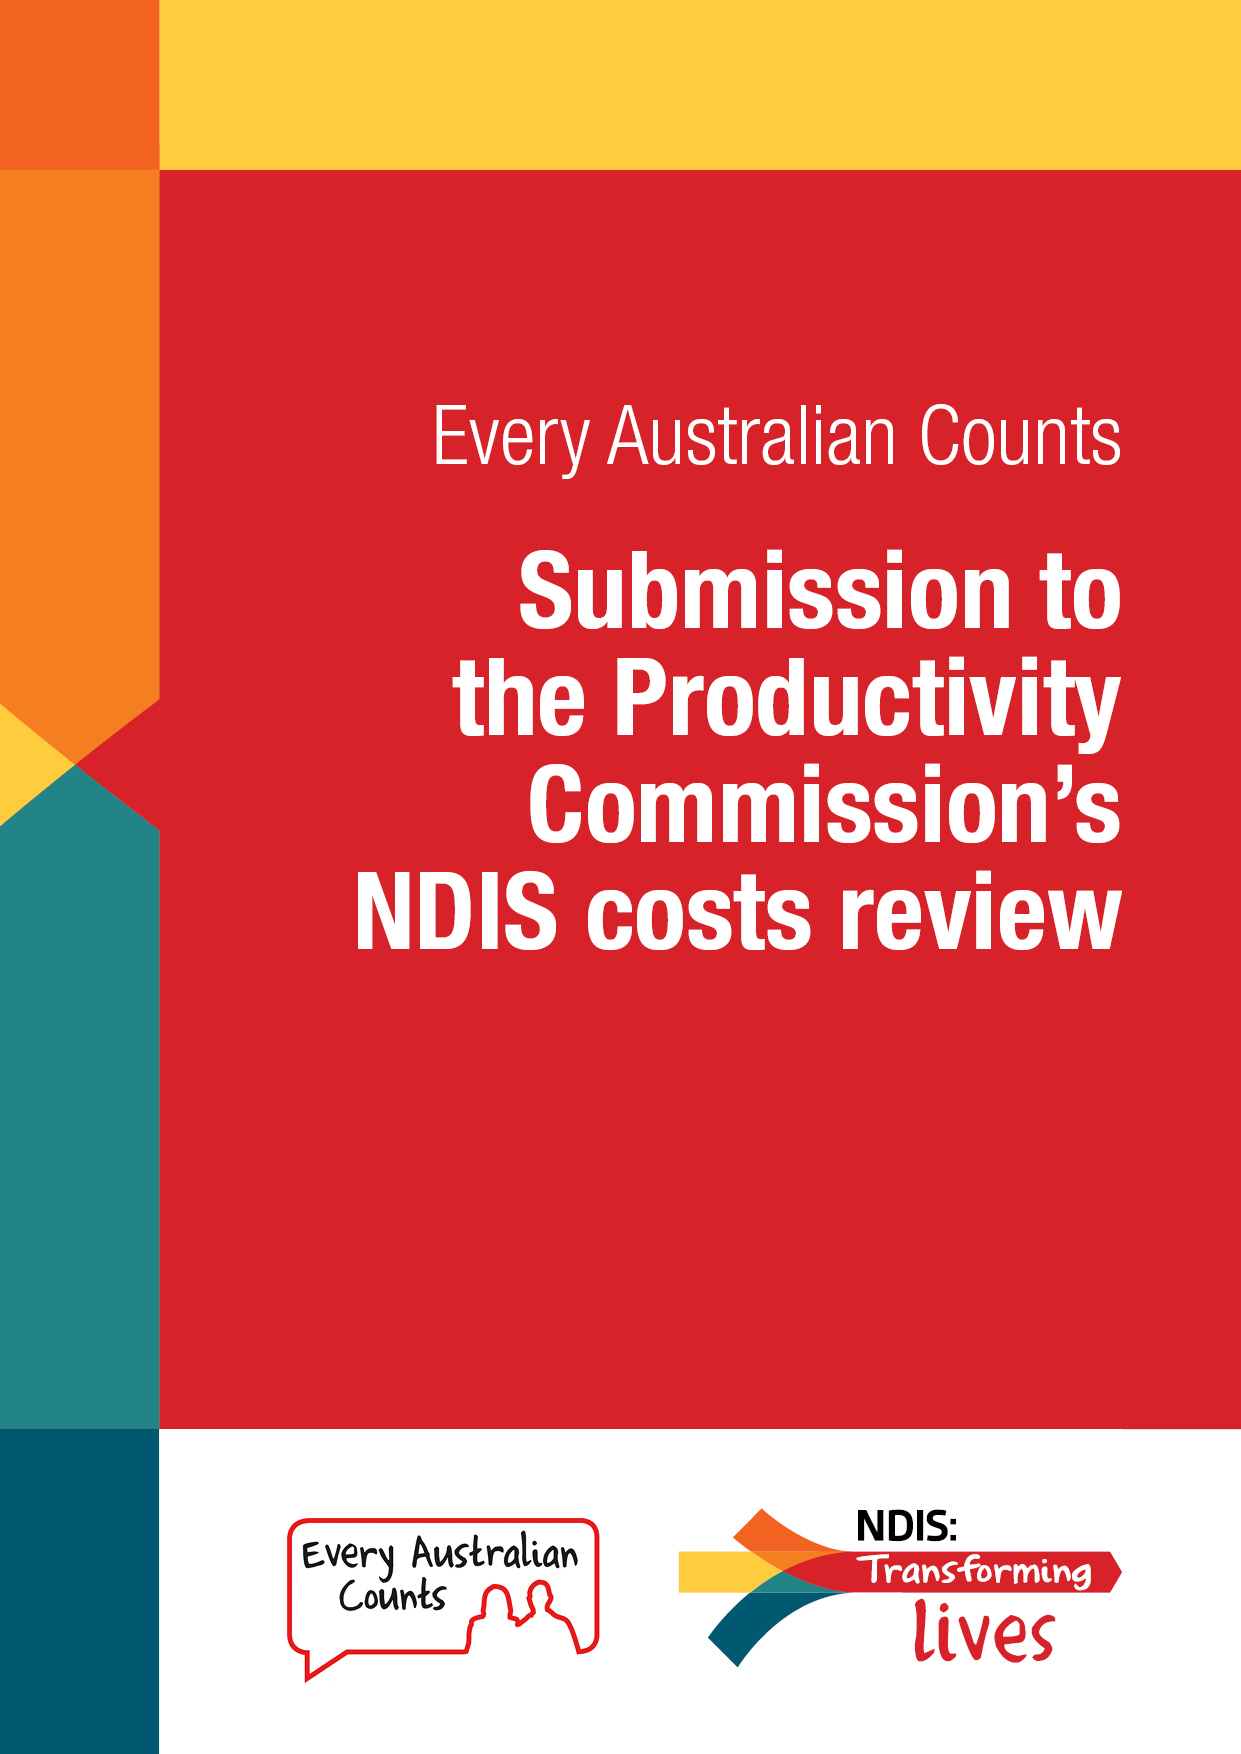 Every Australian Counts
Submission to
the Productivity
Commission’s
NDIS costs review
Every Australian
Counts
NDIS:
Transforming
lives